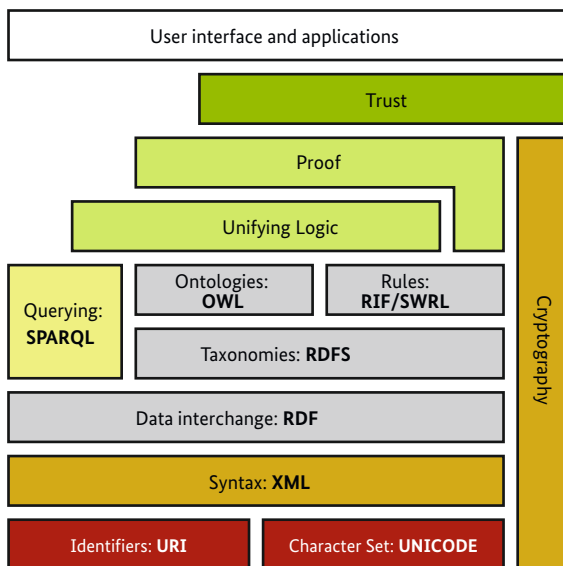 User interface and applications
Trust
Proof
Unifying Logic
Ontologies:
OWL
Rules:
RIF/SWRL
Querying:
SPARQL
Taxonomies: RDFS
Cryptography
Data interchange: RDF
Syntax: XML
Identifiers: URI
Character Set: UNICODE